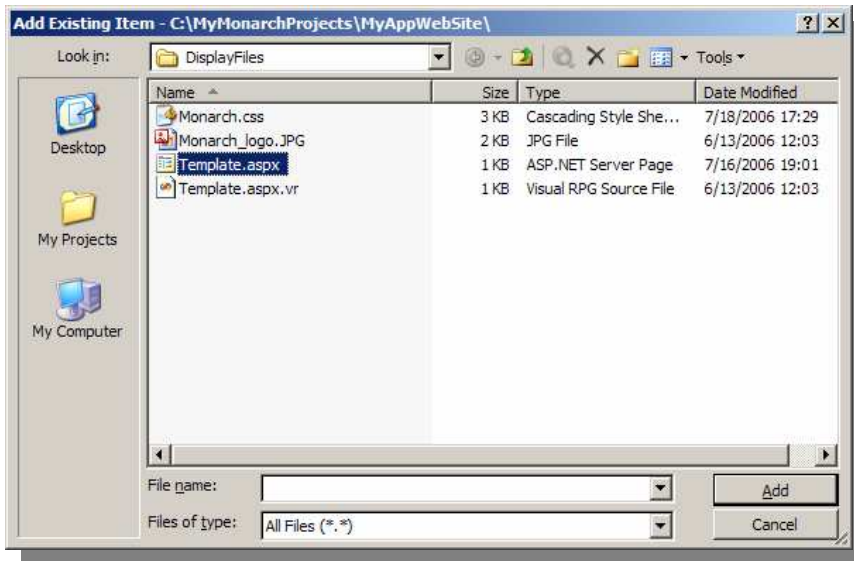 Add Existing Item - C:\MyMonarchProjects\MyAppWebSite\
Look in: DisplayFiles Tools
Name Size Type Date Modified
Monarch.css 3 KB Cascading Style She... 7/18/2006 17:29
Monarch_logo.JPG 2 KB JPG File 6/13/2006 12:03
Template.aspx 1 KB ASP.NET Server Page 7/16/2006 19:01
Template.aspx.vr 1 KB Visual RPG Source File 6/13/2006 12:03
Desktop
My Projects
My Computer
File name: Add
Files of type: All Files (*.*) Cancel